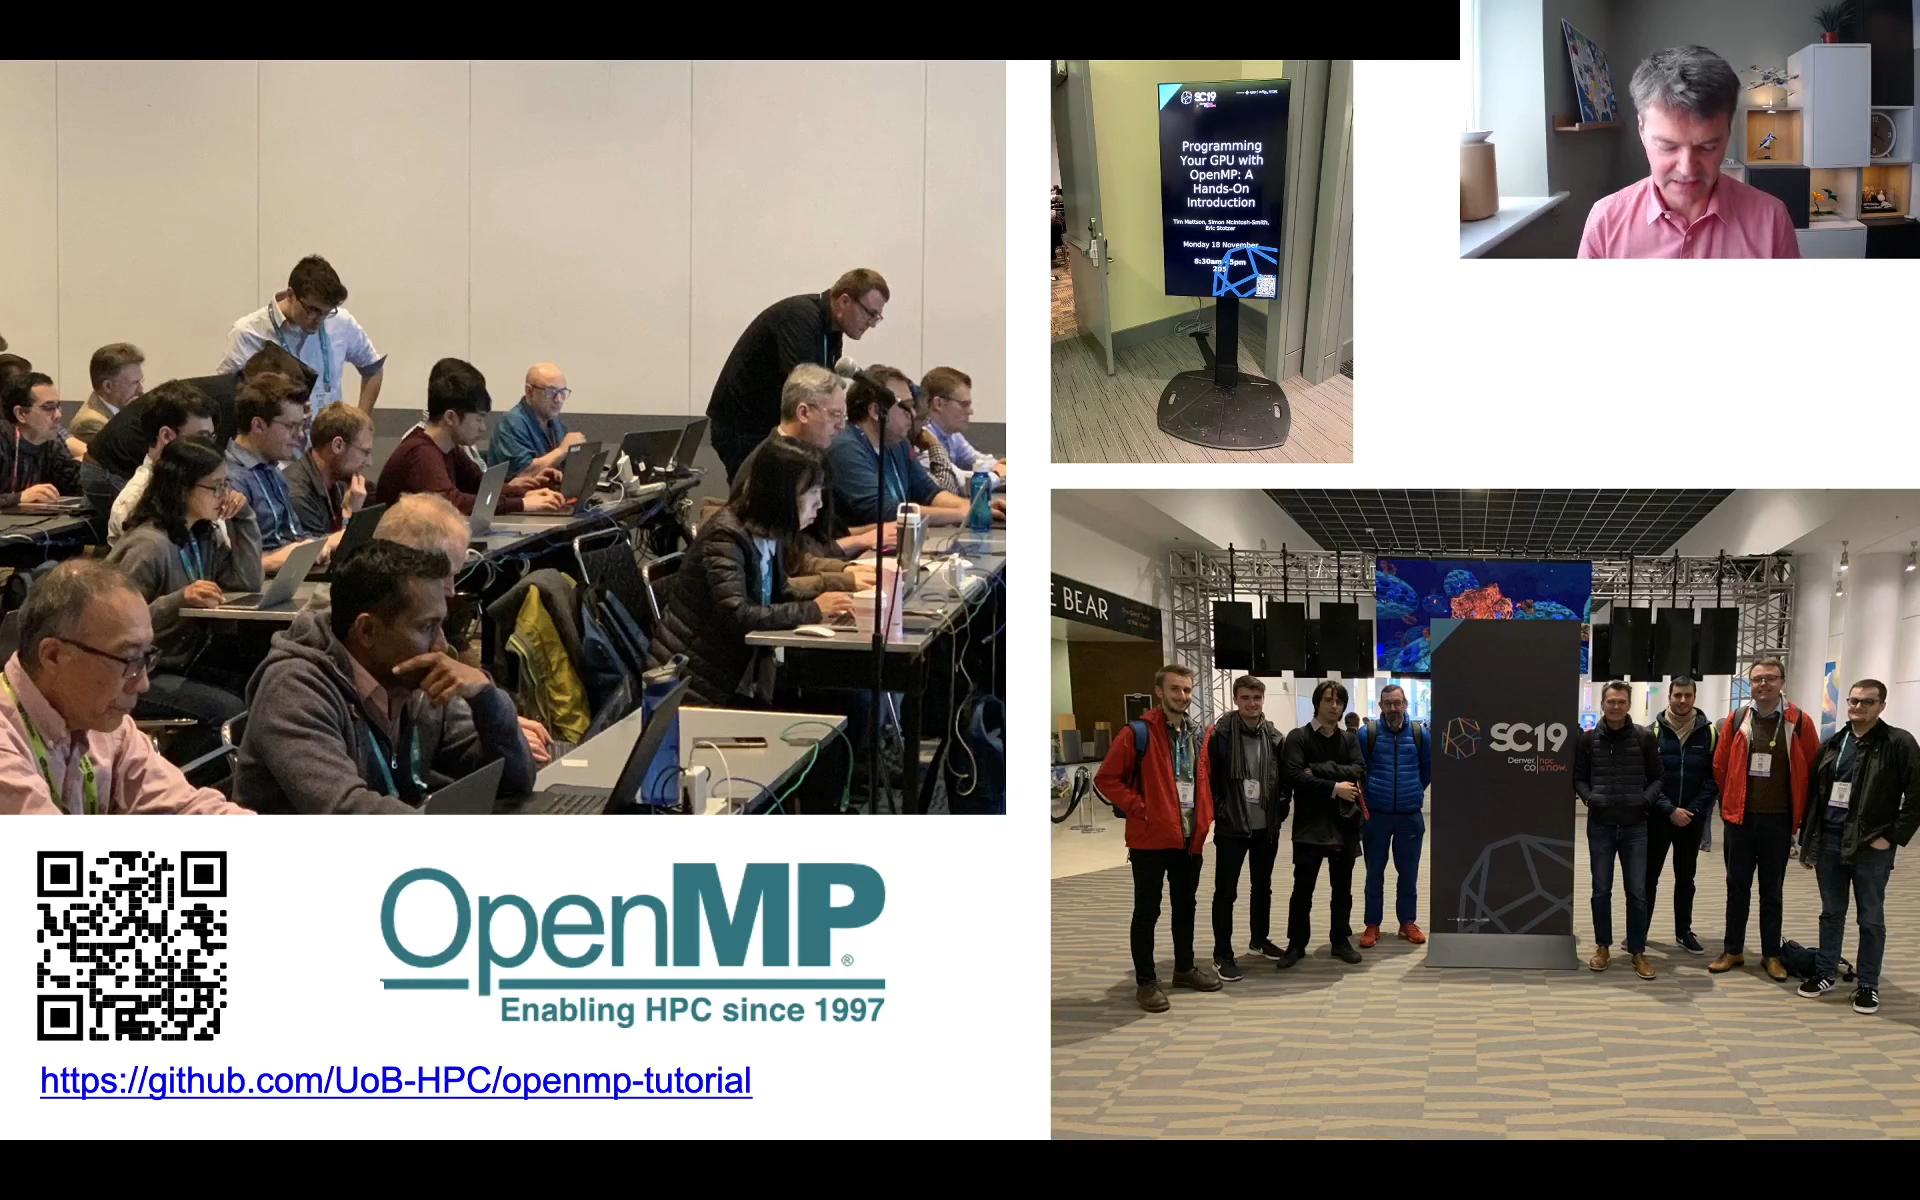 SC19
Programming
Your GPU with
OpenMP: A
Hands-On
Introduction
Tim Mattson, Simon McIntosh-Smith,
Eric Stotzer
Monday 18 November
8:30am - 5pm
205
E BEAR
SC19
Denver,
CO
hpc
is now.
OpenMP®
Enabling HPC since 1997
https://github.com/UoB-HPC/openmp-tutorial